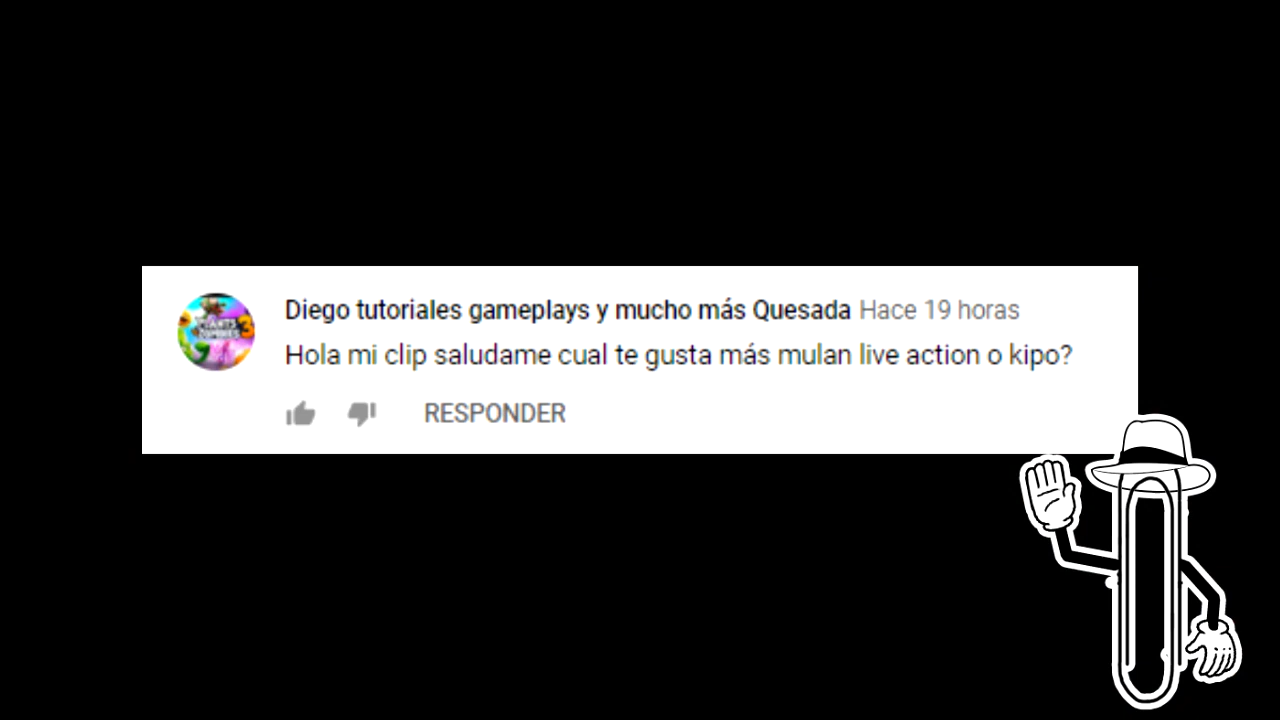 Diego tutoriales gameplays y mucho más Quesada Hace 19 horas
Hola mi clip saludame cual te gusta más mulan live action o kipo?
RESPONDER